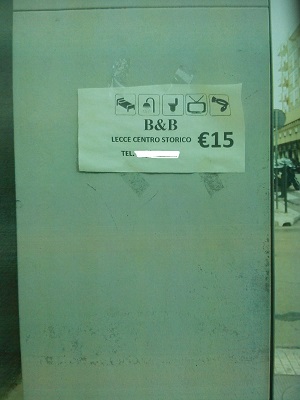 B&B
LECCE CENTRO STORICO €15
TEL.